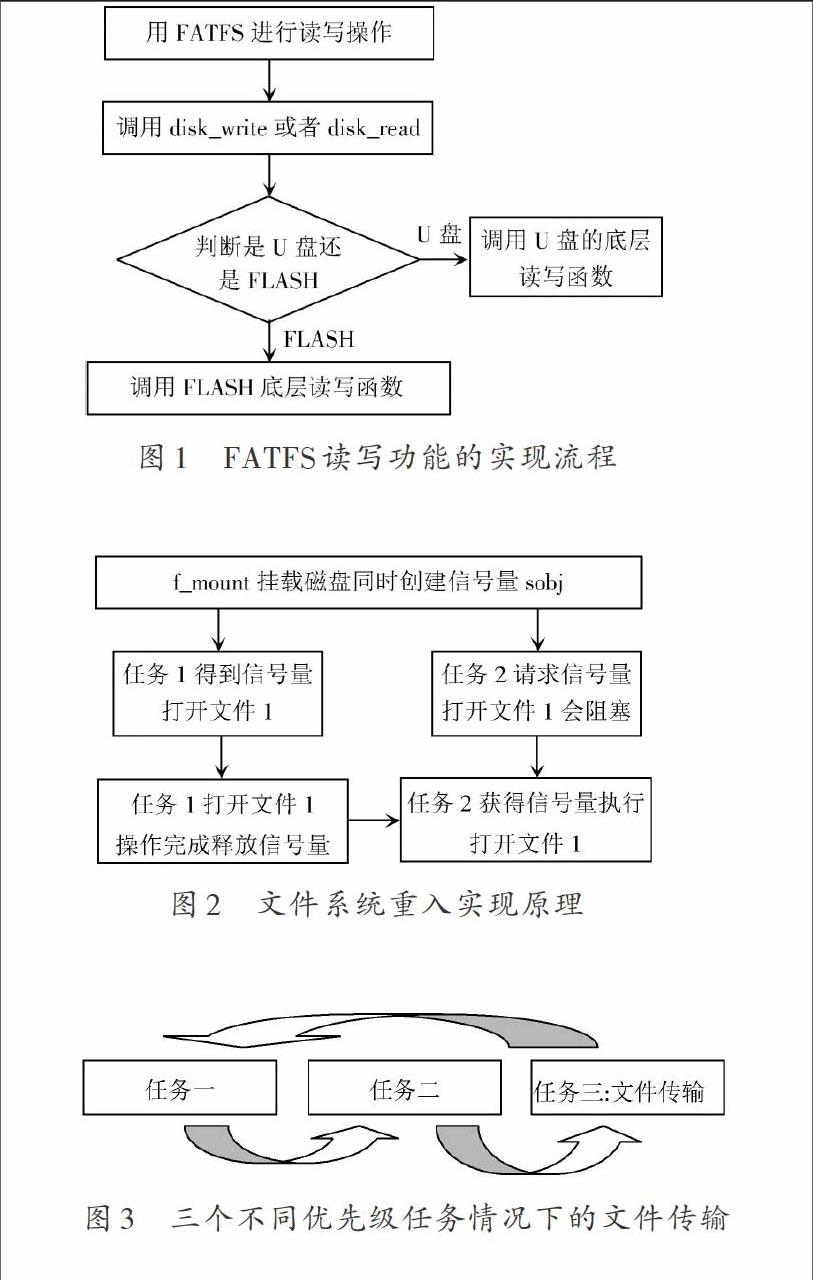 用 FATFS 进行读写操作
调用 disk_write 或者 disk_read
判断是 U 盘还
是 FLASH
U 盘
调用 U 盘的底层
读写函数
FLASH
调用 FLASH 底层读写函数
图 1 FATFS 读写功能的实现流程
f_mount 挂载磁盘同时创建信号量 sobj
任务 1 得到信号量
打开文件 1
任务 2 请求信号量
打开文件 1 会阻塞
任务 1 打开文件 1
操作完成释放信号量
任务 2 获得信号量执行
打开文件 1
图 2 文件系统重入实现原理
任务一
任务二
任务三:文件传输
图 3 三个不同优先级任务情况下的文件传输